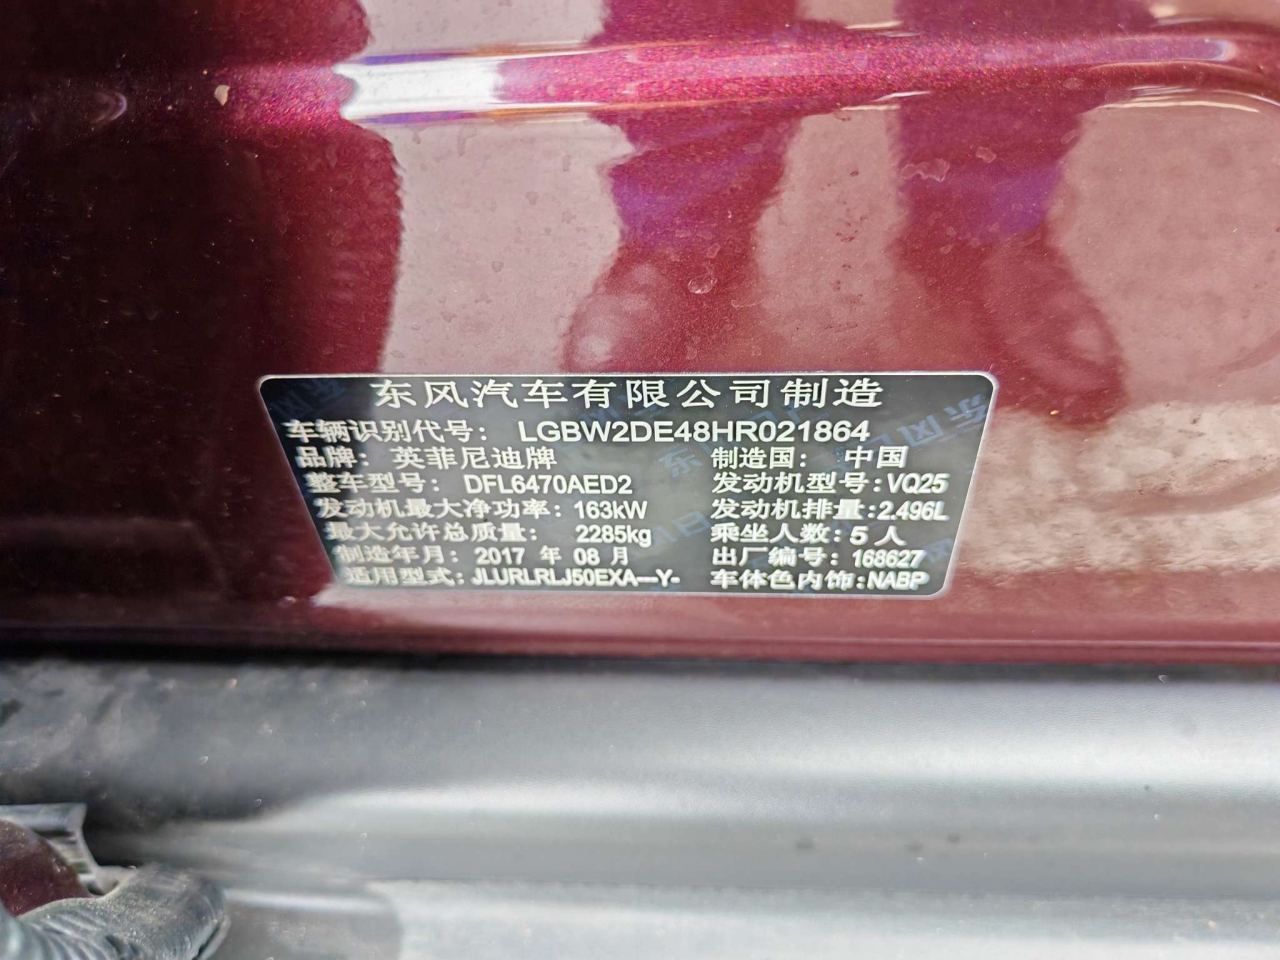 东风汽车有限公司制造
车辆识别代号： LGBW2DE48HR021864
品牌：英菲尼迪牌 制造国： 中国
整车型号： DFL6470AED2 发动机型号:VQ25
发动机最大净功率：163kW 发动机排量:2.496L
最大允许总质量： 2285kg 乘坐人数:5 人
制造年月：2017 年 08 月 出厂编号：168627
适用型式:JLURLRLJ50EXA---Y- 车体色内饰:NABP